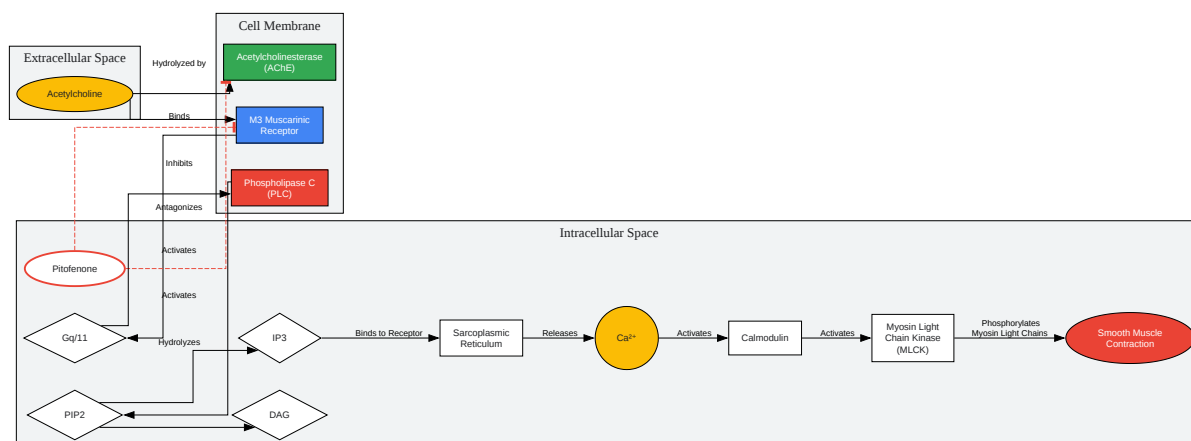 Cell Membrane
Extracellular Space
Acetylcholinesterase
(AChE)
Hydrolyzed by
Acetylcholine
Binds
M3 Muscarinic
Receptor
Inhibits
Phospholipase C
(PLC)
Antagonizes
Intracellular Space
Activates
Pitofenone
Activates
Gq/11
Hydrolyzes
IP3
Binds to Receptor
Sarcoplasmic
Reticulum
Releases
Ca²⁺
Activates
Calmodulin
Activates
Myosin Light
Chain Kinase
(MLCK)
Phosphorylates
Myosin Light Chains
Smooth Muscle
Contraction
PIP2
DAG